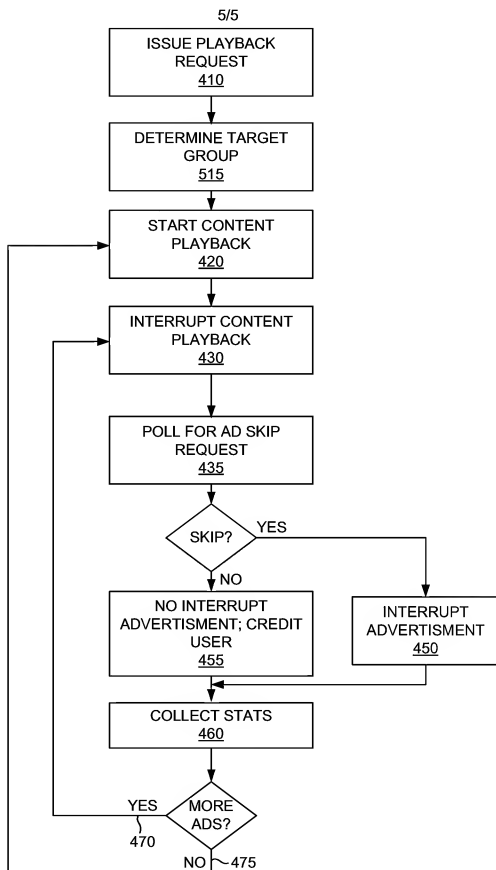 5/5
ISSUE PLAYBACK
REQUEST
410
DETERMINE TARGET
GROUP
515
START CONTENT
PLAYBACK
420
INTERRUPT CONTENT
PLAYBACK
430
POLL FOR AD SKIP
REQUEST
435
SKIP?
YES
NO
NO INTERRUPT
ADVERTISMENT; CREDIT
USER
455
INTERRUPT
ADVERTISMENT
450
COLLECT STATS
460
MORE
ADS?
YES
470
NO
475